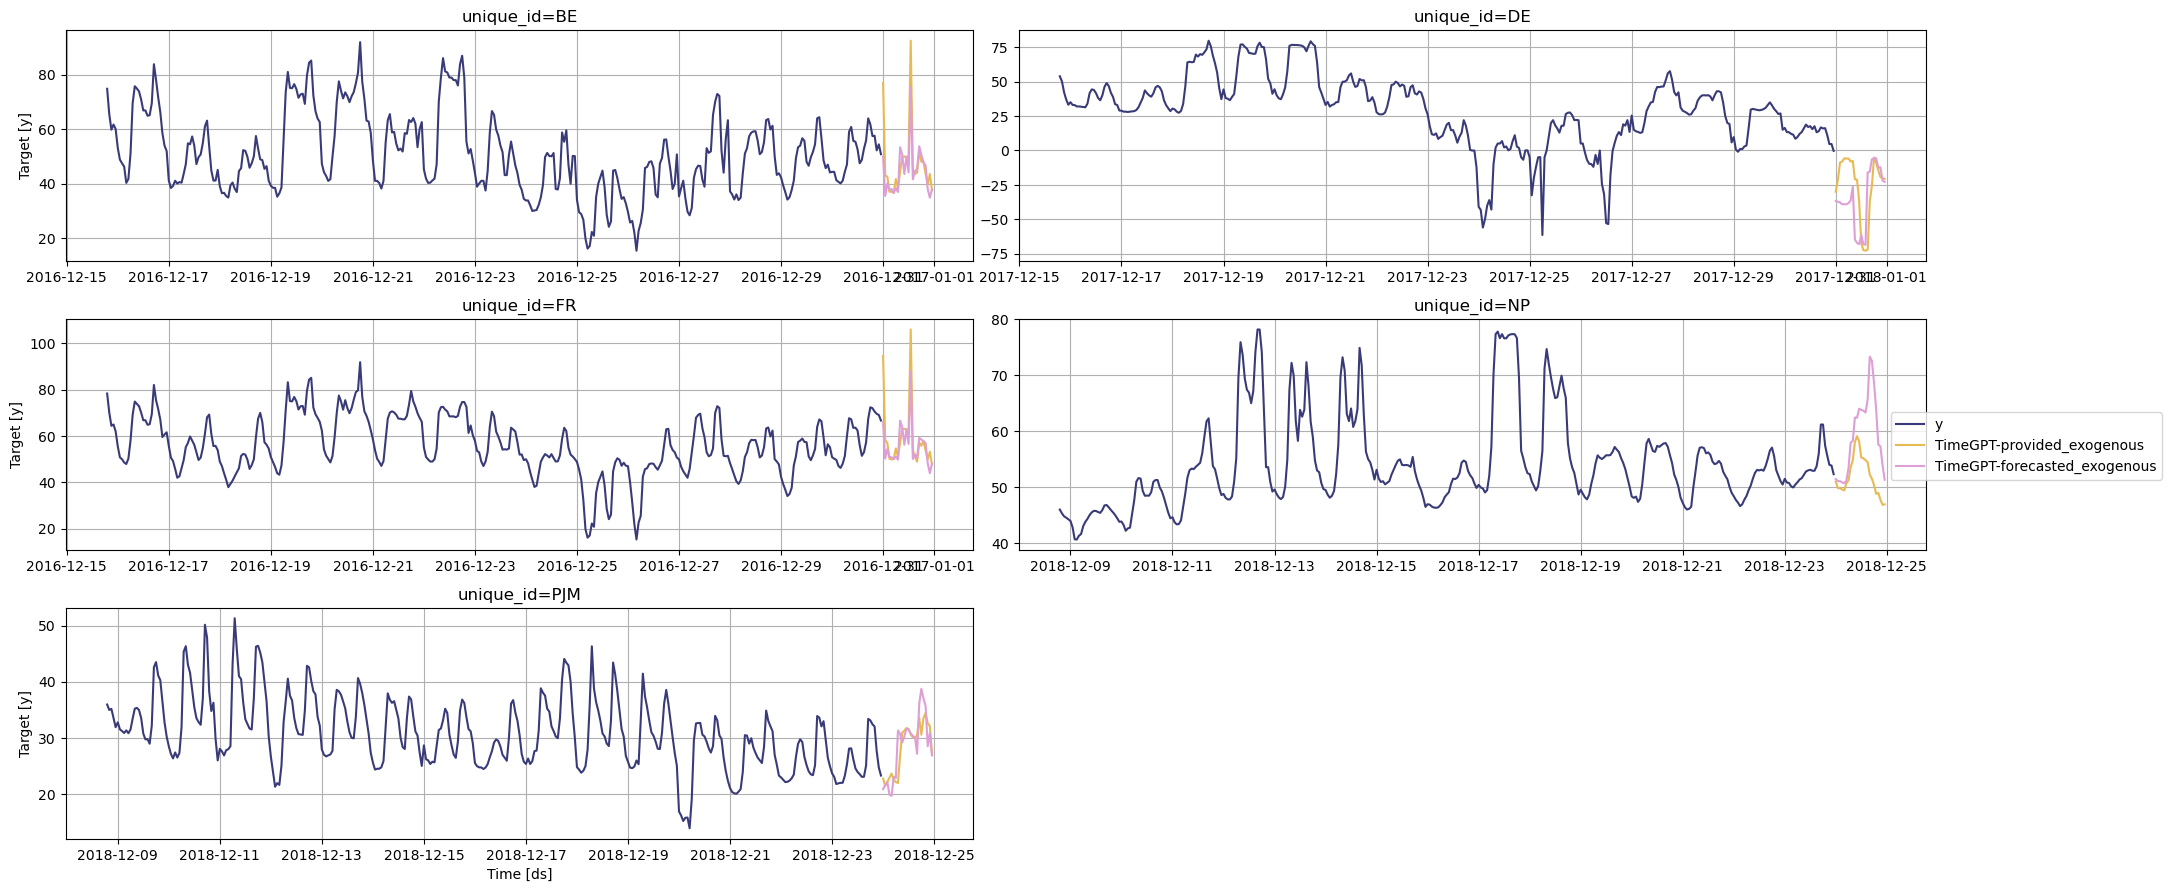 unique_id=BE
unique_id=DE
Target [y]
80
60
40
20
75
50
25
0
−25
−50
−75
2016-12-15 2016-12-17 2016-12-19 2016-12-21 2016-12-23 2016-12-25 2016-12-27 2016-12-29 2016-12-31 2017-01-01
2017-12-15 2017-12-17 2017-12-19 2017-12-21 2017-12-23 2017-12-25 2017-12-27 2017-12-29 2017-12-31 2018-01-01
unique_id=FR
unique_id=NP
Target [y]
100
80
60
40
20
80
70
60
50
40
y
TimeGPT-provided_exogenous
TimeGPT-forecasted_exogenous
2016-12-15 2016-12-17 2016-12-19 2016-12-21 2016-12-23 2016-12-25 2016-12-27 2016-12-29 2016-12-31 2017-01-01
2018-12-09 2018-12-11 2018-12-13 2018-12-15 2018-12-17 2018-12-19 2018-12-21 2018-12-23 2018-12-25
unique_id=PJM
Target [y]
50
40
30
20
2018-12-09 2018-12-11 2018-12-13 2018-12-15 2018-12-17 2018-12-19 2018-12-21 2018-12-23 2018-12-25
Time [ds]